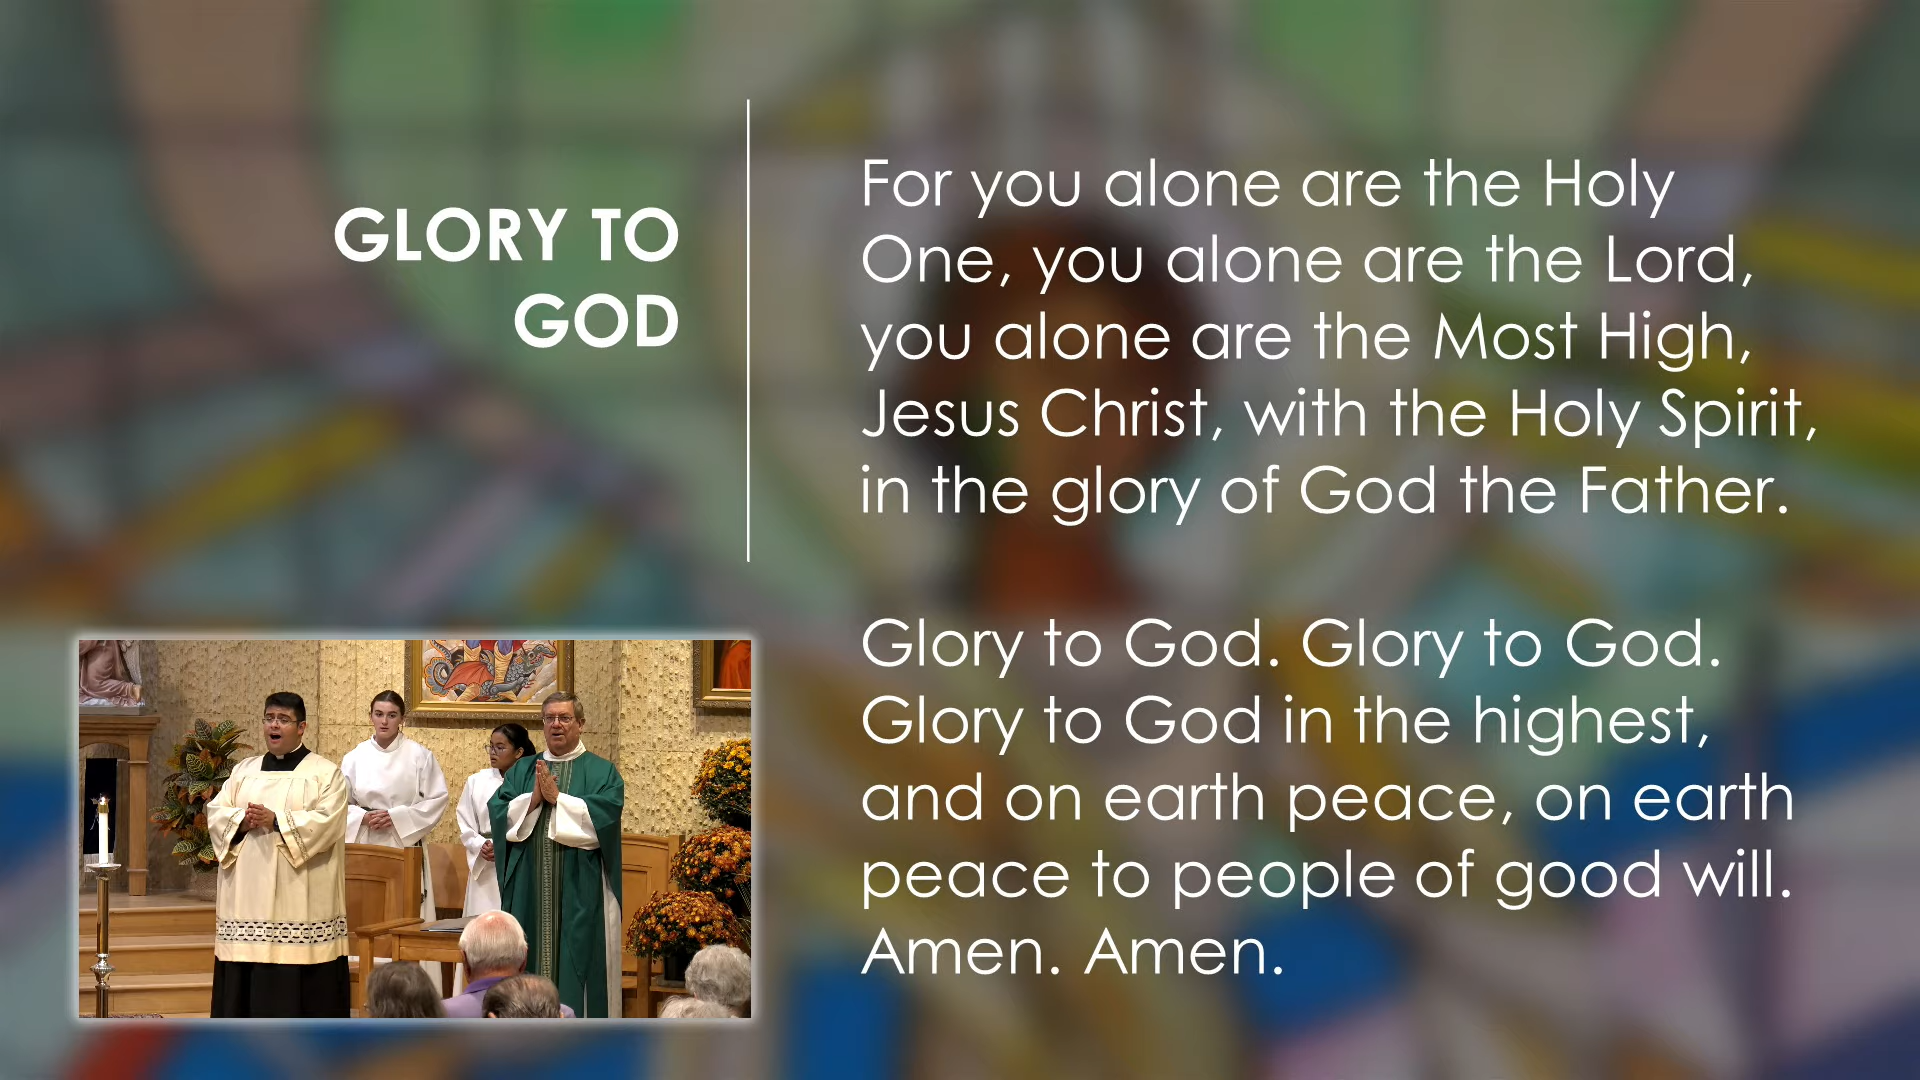 GLORY TO
GOD
For you alone are the Holy
One, you alone are the Lord,
you alone are the Most High,
Jesus Christ, with the Holy Spirit,
in the glory of God the Father.
Glory to God. Glory to God.
Glory to God in the highest,
and on earth peace, on earth
peace to people of good will.
Amen. Amen.